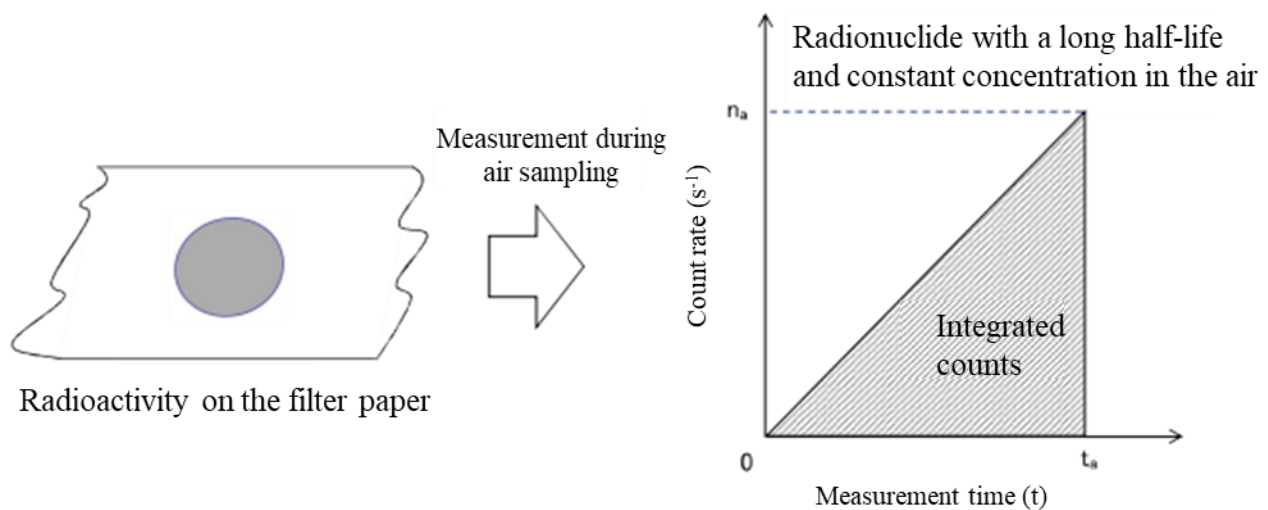 Radionuclide with a long half-life
and constant concentration in the air
Measurement during
air sampling
nₐ
Count rate (s⁻¹)
Integrated
counts
Radioactivity on the filter paper
0
tₐ
Measurement time (t)